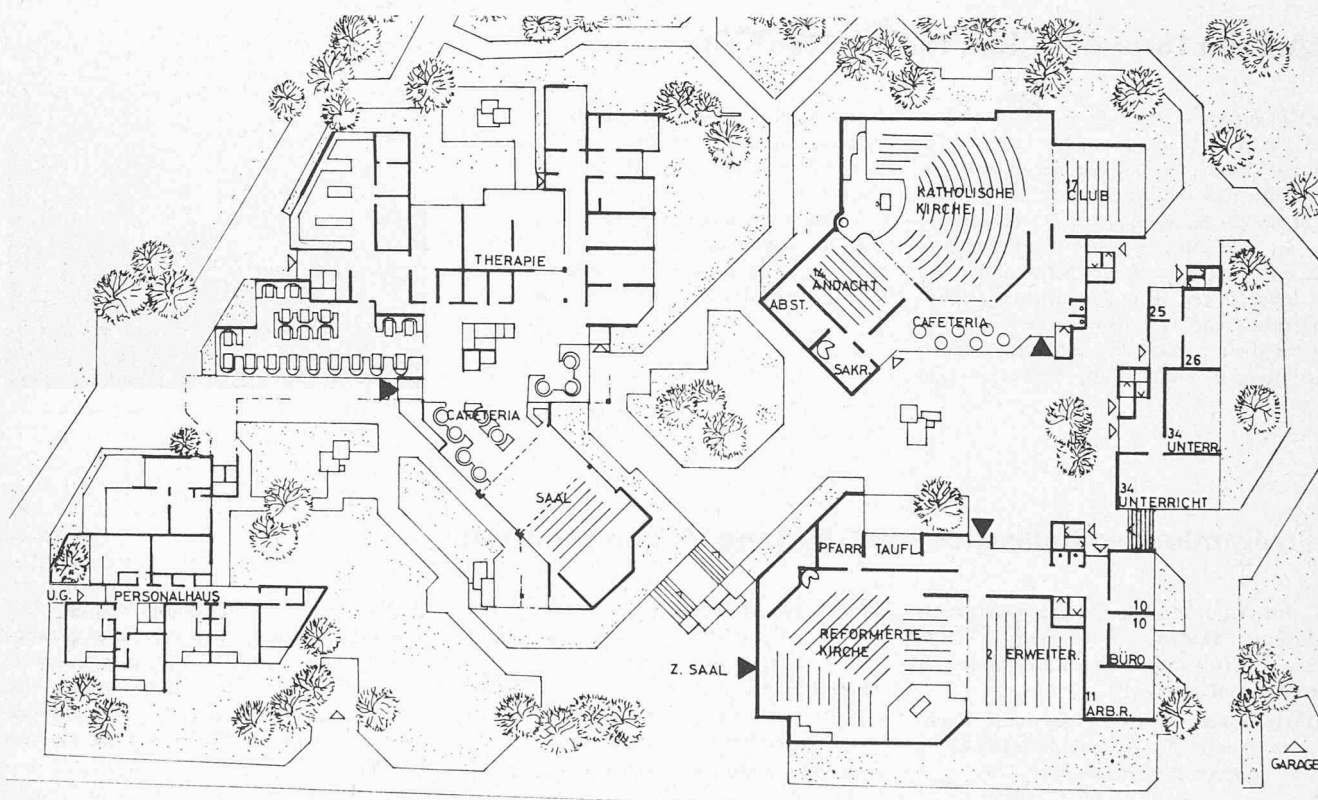 KATHOLISCHE
KIRCHE
17
CLUB
THERAPIE
14
ANDACHT
ABST.
CAFETERIA
SAKR.
25
26
CAFETERIA
34
UNTERR.
SAAL
34
UNTERRICHT
PFARR
TAUFL.
U.G.
PERSONALHAUS
10
10
REFORMIERTE
KIRCHE
2 ERWEITER.
BÜRO
Z. SAAL
11
ARB.R.
GARAGE